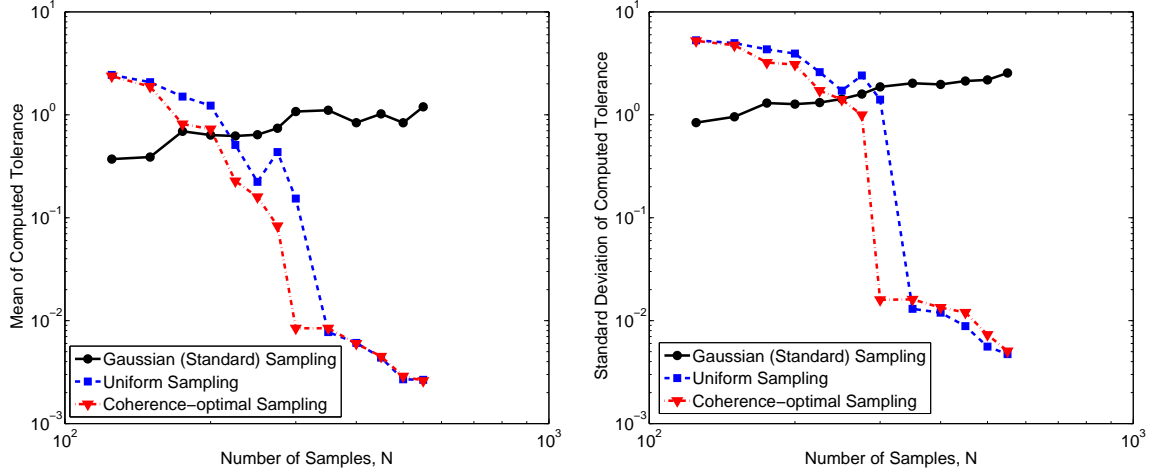 Mean of Computed Tolerance
10^1
10^0
10^−1
10^−2
10^−3
Gaussian (Standard) Sampling
Uniform Sampling
Coherence−optimal Sampling
10^2
10^3
Number of Samples, N
Standard Deviation of Computed Tolerance
10^1
10^0
10^−1
10^−2
10^−3
Gaussian (Standard) Sampling
Uniform Sampling
Coherence−optimal Sampling
10^2
10^3
Number of Samples, N